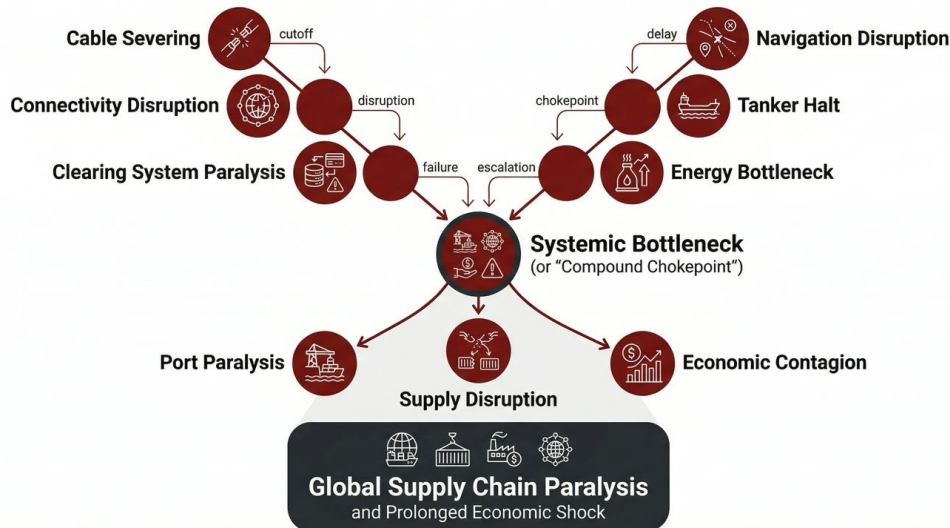 Cable Severing
cutoff
delay
Navigation Disruption
Connectivity Disruption
disruption
chokepoint
Tanker Halt
Clearing System Paralysis
failure
escalation
Energy Bottleneck
Systemic Bottleneck
(or “Compound Chokepoint”)
Port Paralysis
Supply Disruption
Economic Contagion
Global Supply Chain Paralysis
and Prolonged Economic Shock